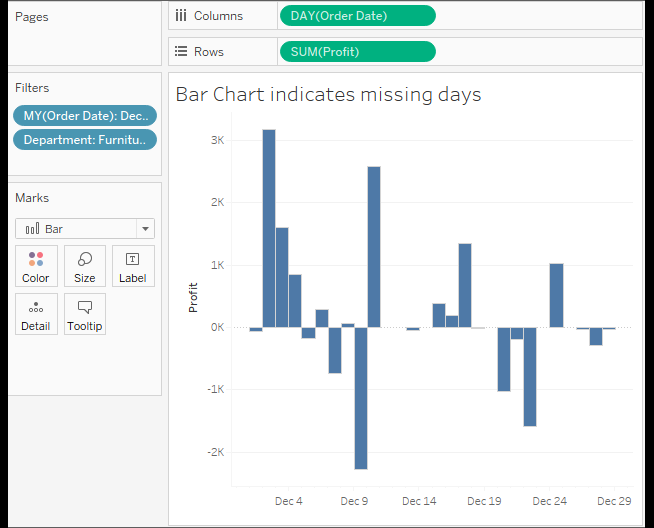 Pages
Columns
DAY(Order Date)
Rows
SUM(Profit)
Filters
MY(Order Date): Dec..
Department: Furnitu..
Marks
Bar
Color
Size
Label
Detail
Tooltip
Bar Chart indicates missing days
3K
2K
1K
0K
-1K
-2K
Profit
Dec 4
Dec 9
Dec 14
Dec 19
Dec 24
Dec 29